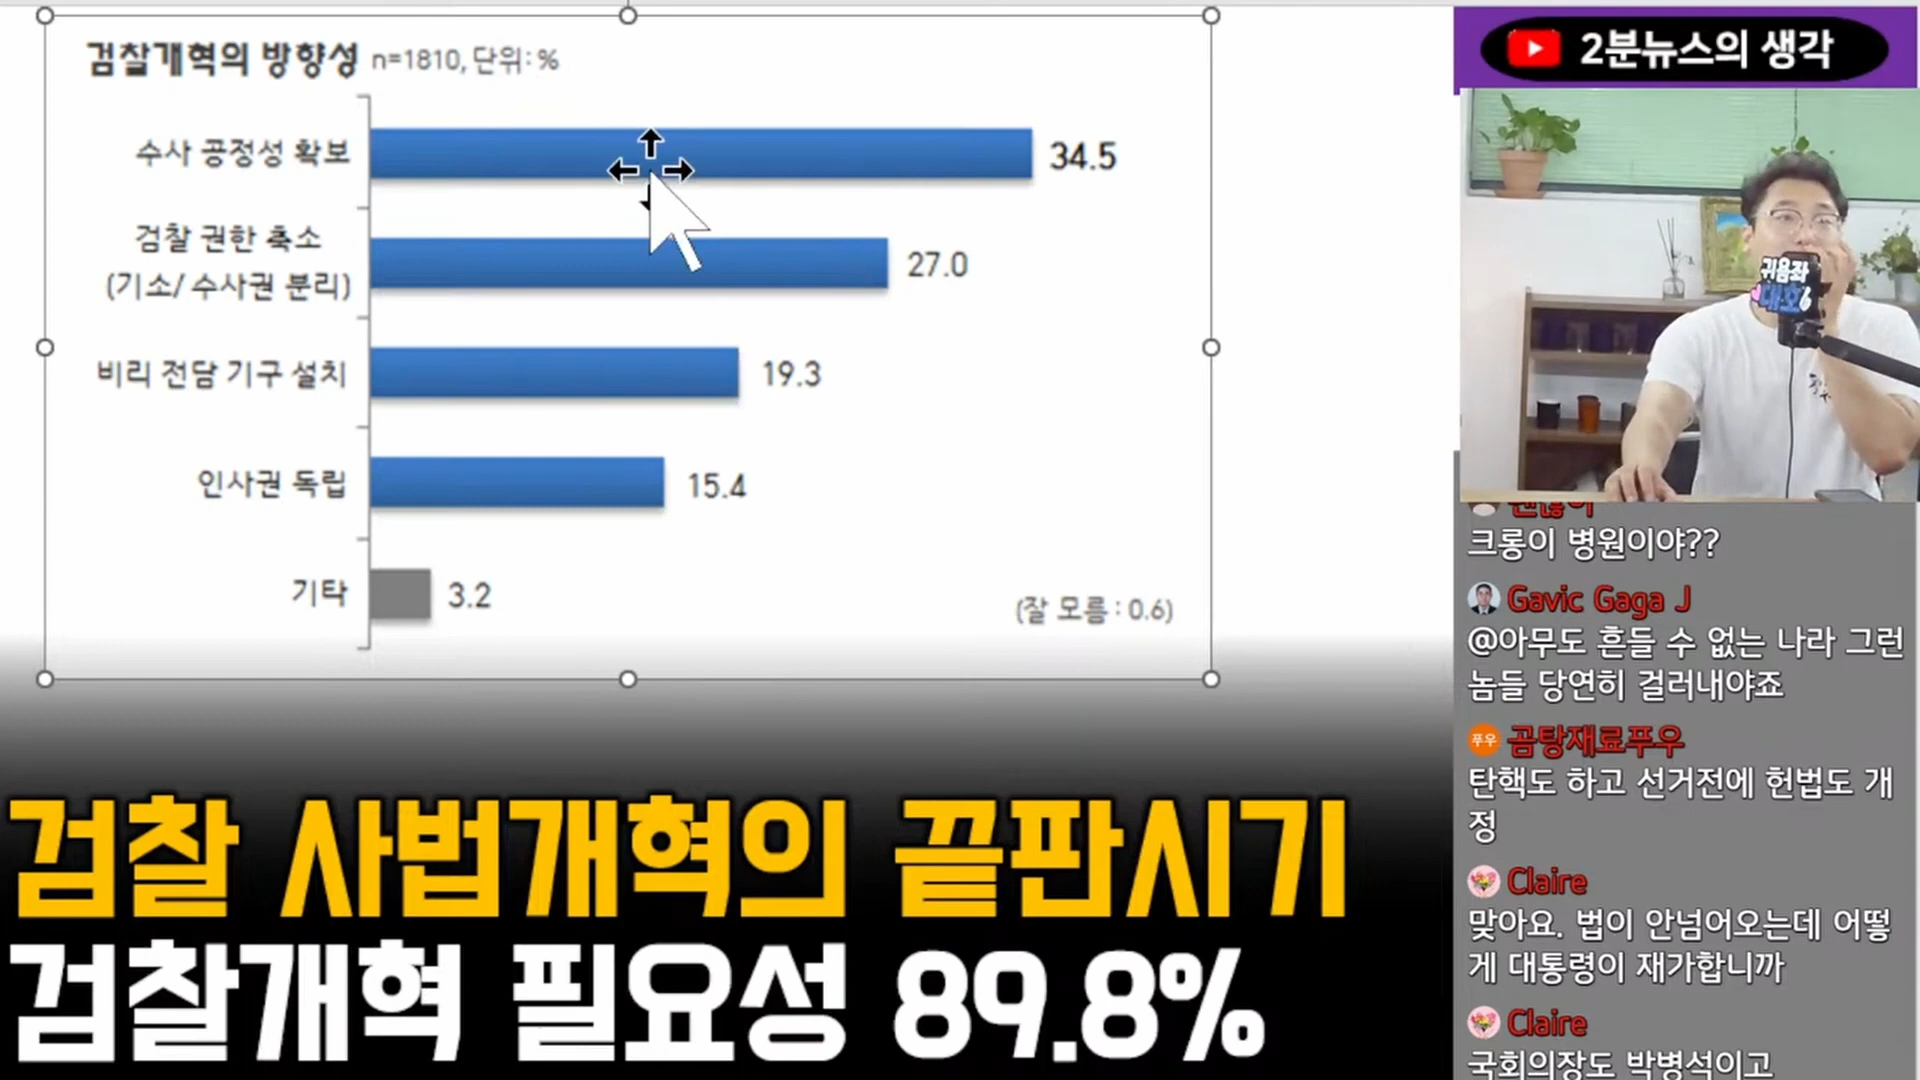 검찰개혁의 방향성 n=1810, 단위: %
수사 공정성 확보 34.5
검찰 권한 축소
(기소/ 수사권 분리) 27.0
비리 전담 기구 설치 19.3
인사권 독립 15.4
기탁 3.2
(잘 모름 : 0.6)
검찰 사법개혁의 끝판시기
검찰개혁 필요성 89.8%
2분뉴스의 생각
귀욤좌
대호
크롱이 병원이야??
Gavic Gaga J
@아무도 흔들 수 없는 나라 그런
놈들 당연히 걸러내야죠
푸우 곰탕재료푸우
탄핵도 하고 선거전에 헌법도 개
정
Claire
맞아요. 법이 안넘어오는데 어떻
게 대통령이 재가합니까
Claire
국회의장도 박병석이고